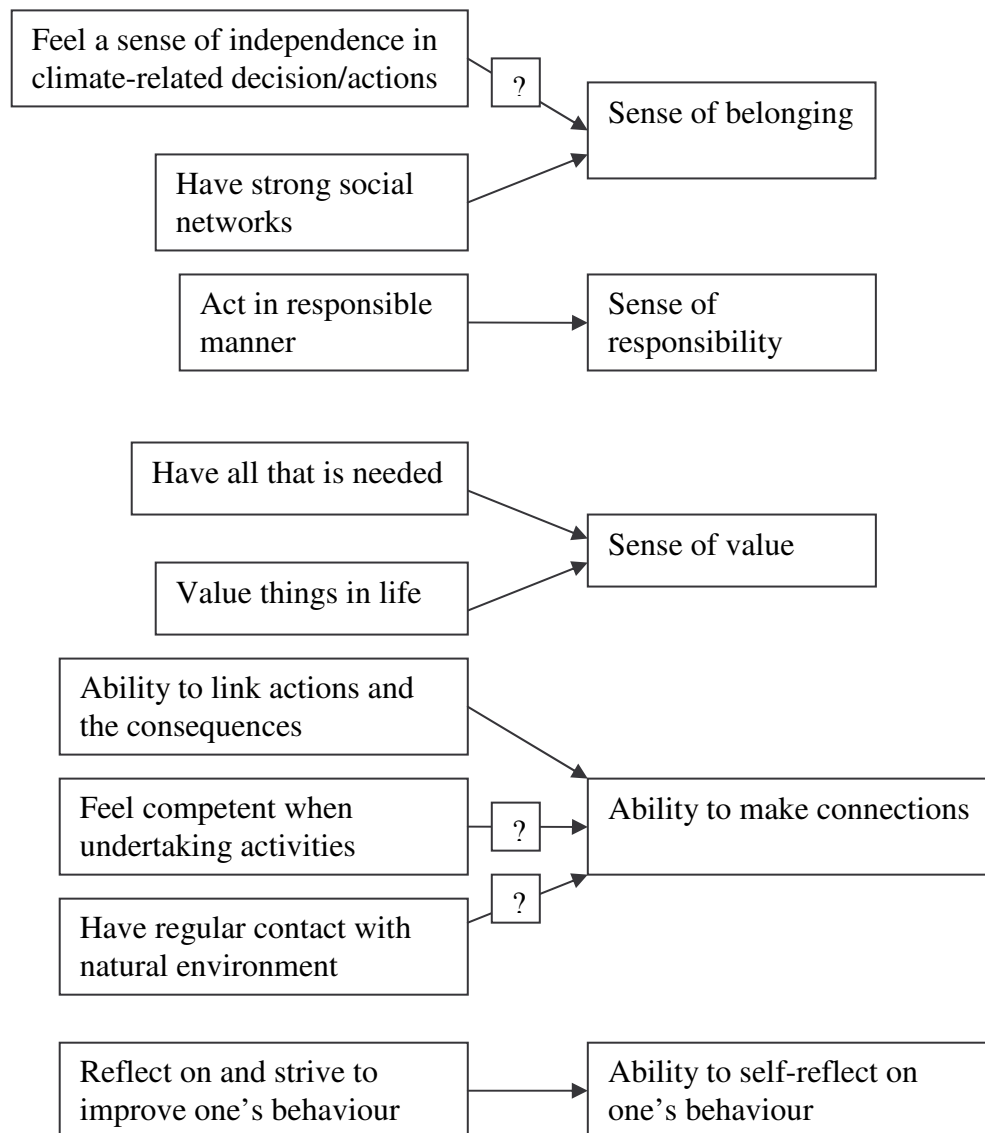 Feel a sense of independence in
climate-related decision/actions
?
Sense of belonging
Have strong social
networks
Act in responsible
manner
Sense of
responsibility
Have all that is needed
Sense of value
Value things in life
Ability to link actions and
the consequences
Feel competent when
undertaking activities
?
Ability to make connections
?
Have regular contact with
natural environment
Reflect on and strive to
improve one’s behaviour
Ability to self-reflect on
one’s behaviour